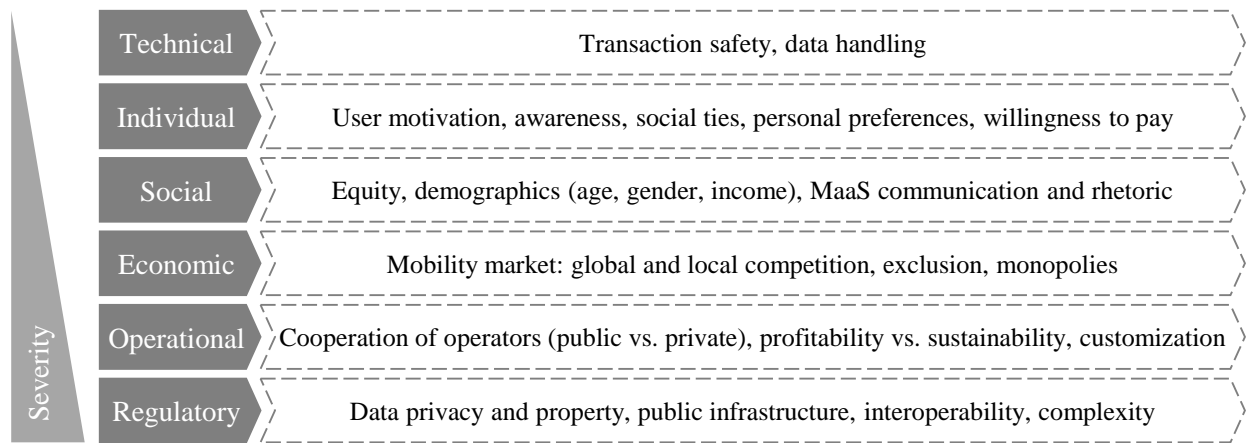 Technical
Transaction safety, data handling
Individual
User motivation, awareness, social ties, personal preferences, willingness to pay
Social
Equity, demographics (age, gender, income), MaaS communication and rhetoric
Economic
Mobility market: global and local competition, exclusion, monopolies
Operational
Cooperation of operators (public vs. private), profitability vs. sustainability, customization
Regulatory
Data privacy and property, public infrastructure, interoperability, complexity
Severity